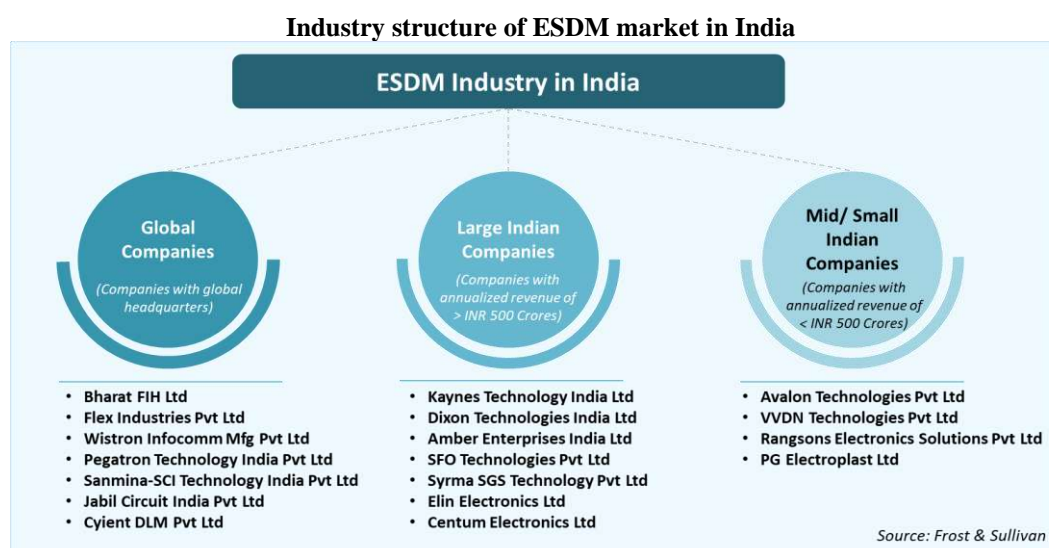 Industry structure of ESDM market in India
ESDM Industry in India
Global
Companies
(Companies with global
headquarters)
Large Indian
Companies
(Companies with
annualized revenue of
> INR 500 Crores)
Mid/ Small
Indian
Companies
(Companies with
annualized revenue of
< INR 500 Crores)
• Bharat FIH Ltd
• Flex Industries Pvt Ltd
• Wistron Infocomm Mfg Pvt Ltd
• Pegatron Technology India Pvt Ltd
• Sanmina-SCI Technology India Pvt Ltd
• Jabil Circuit India Pvt Ltd
• Cyient DLM Pvt Ltd
• Kaynes Technology India Ltd
• Dixon Technologies India Ltd
• Amber Enterprises India Ltd
• SFO Technologies Pvt Ltd
• Syrma SGS Technology Pvt Ltd
• Elin Electronics Ltd
• Centum Electronics Ltd
• Avalon Technologies Pvt Ltd
• VVDN Technologies Pvt Ltd
• Rangsons Electronics Solutions Pvt Ltd
• PG Electroplast Ltd
Source: Frost & Sullivan